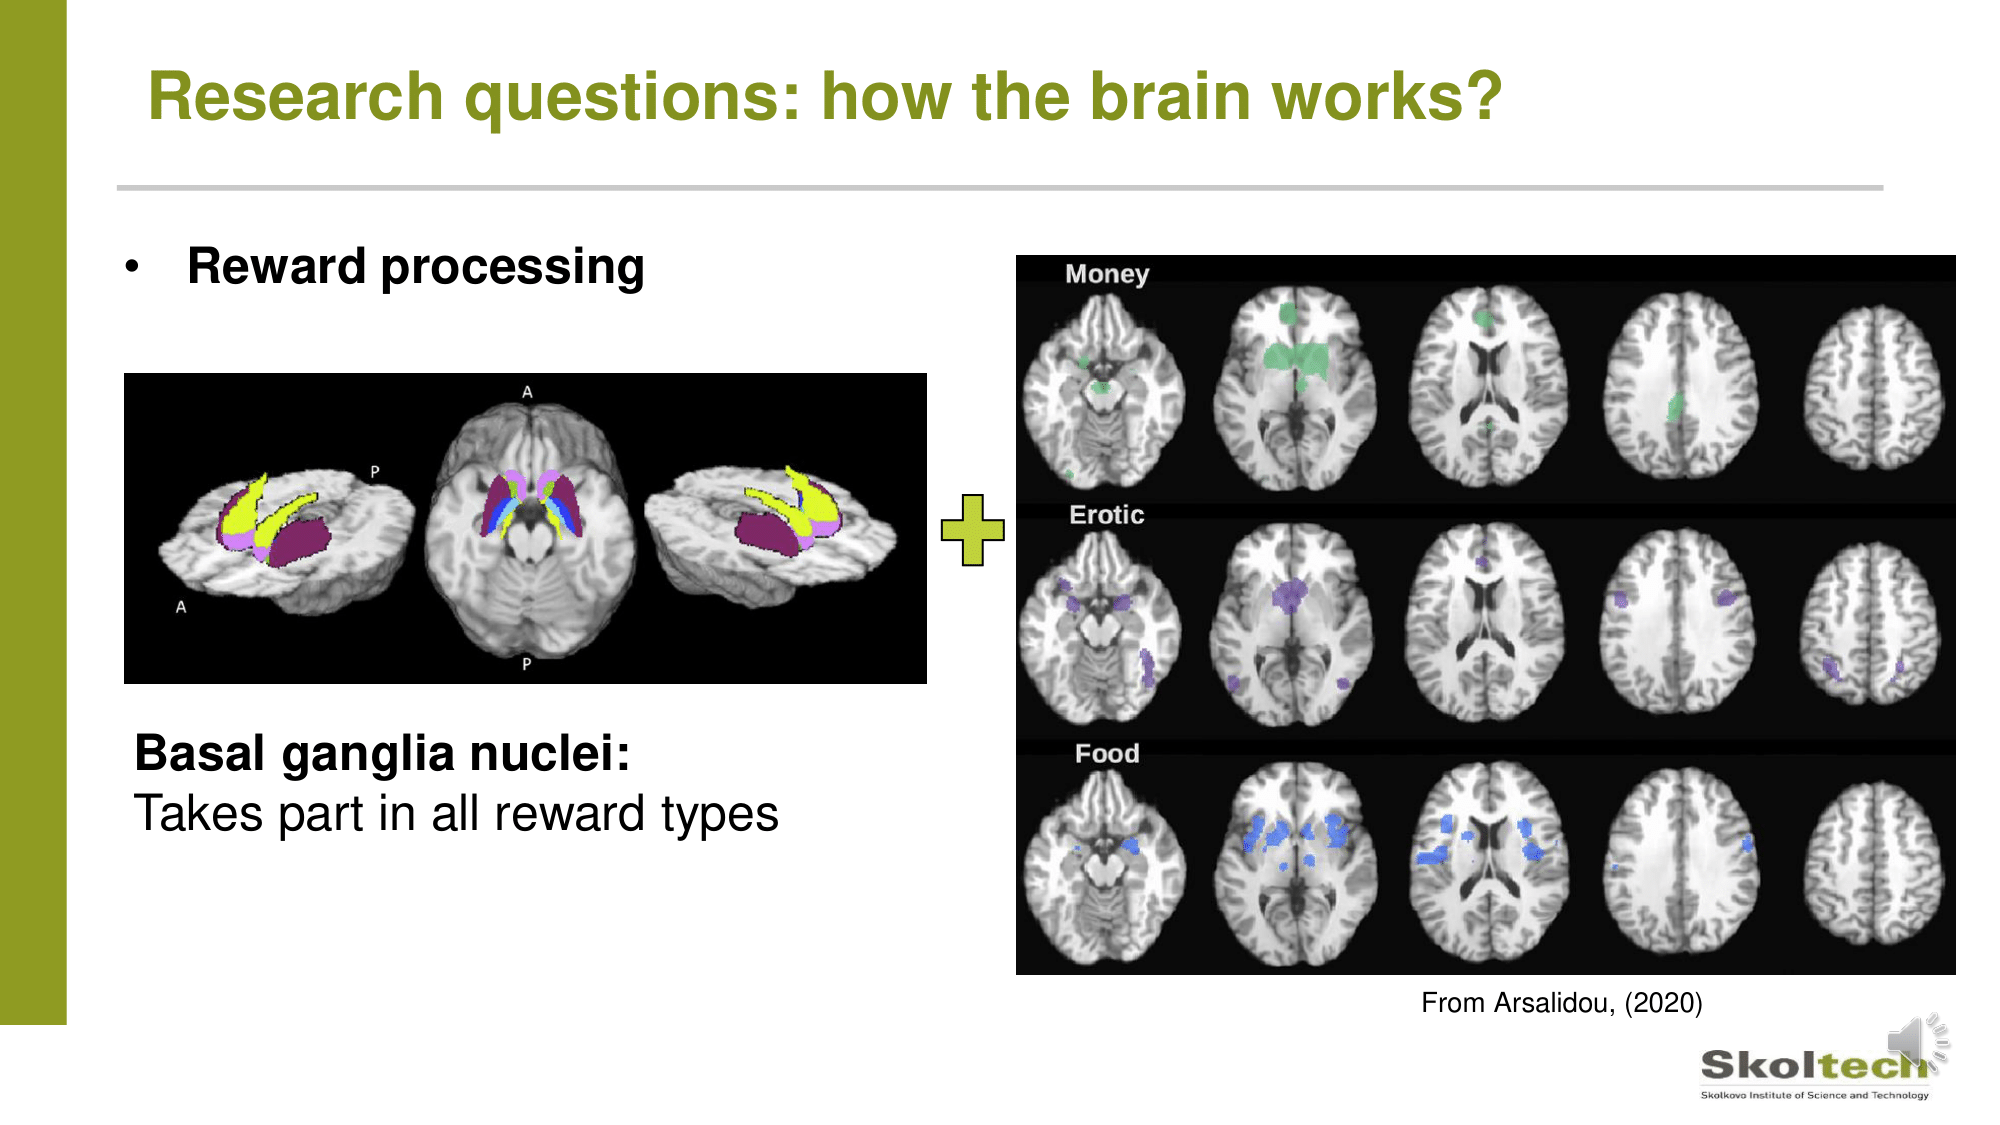 Research questions: how the brain works?
• Reward processing
A
P
P
A
A
P
Basal ganglia nuclei:
Takes part in all reward types
Money
Erotic
Food
From Arsalidou, (2020)
Skoltech
Skolkovo Institute of Science and Technology